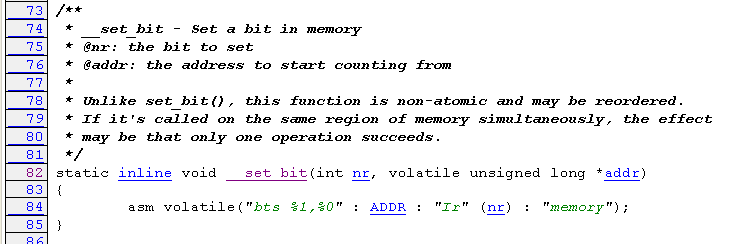 73 /**
74  * __set_bit - Set a bit in memory
75  * @nr: the bit to set
76  * @addr: the address to start counting from
77  *
78  * Unlike set_bit(), this function is non-atomic and may be reordered.
79  * If it's called on the same region of memory simultaneously, the effect
80  * may be that only one operation succeeds.
81  */
82 static inline void __set_bit(int nr, volatile unsigned long *addr)
83 {
84         asm volatile("bts %1,%0" : ADDR : "Ir" (nr) : "memory");
85 }
86